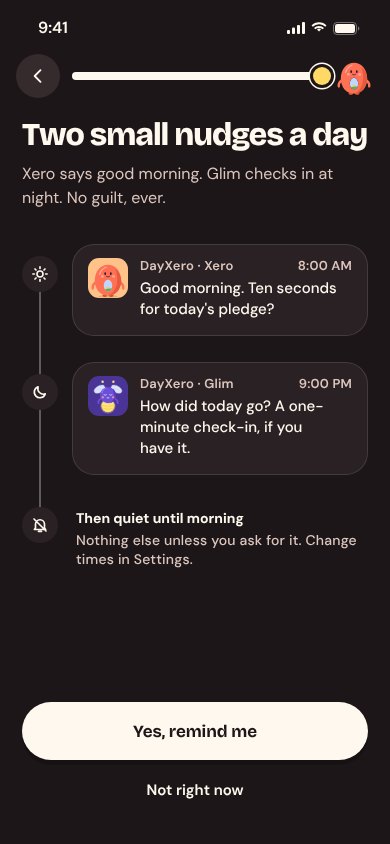 9:41
Two small nudges a day
Xero says good morning. Glim checks in at
night. No guilt, ever.
DayXero · Xero 8:00 AM
Good morning. Ten seconds
for today's pledge?
DayXero · Glim 9:00 PM
How did today go? A one-
minute check-in, if you
have it.
Then quiet until morning
Nothing else unless you ask for it. Change
times in Settings.
Yes, remind me
Not right now